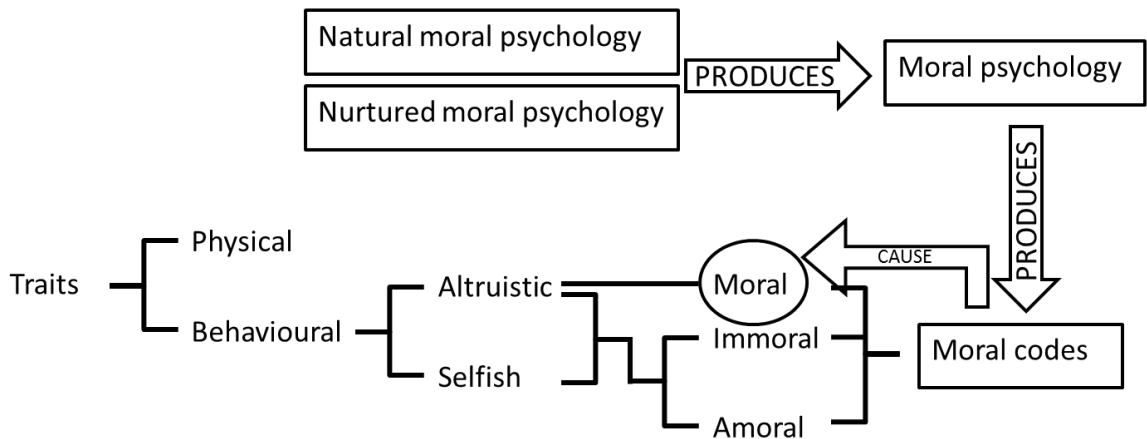 Natural moral psychology
Nurtured moral psychology
PRODUCES
Moral psychology
PRODUCES
Traits
Physical
Behavioural
Altruistic
Selfish
Moral
Immoral
Amoral
CAUSE
Moral codes